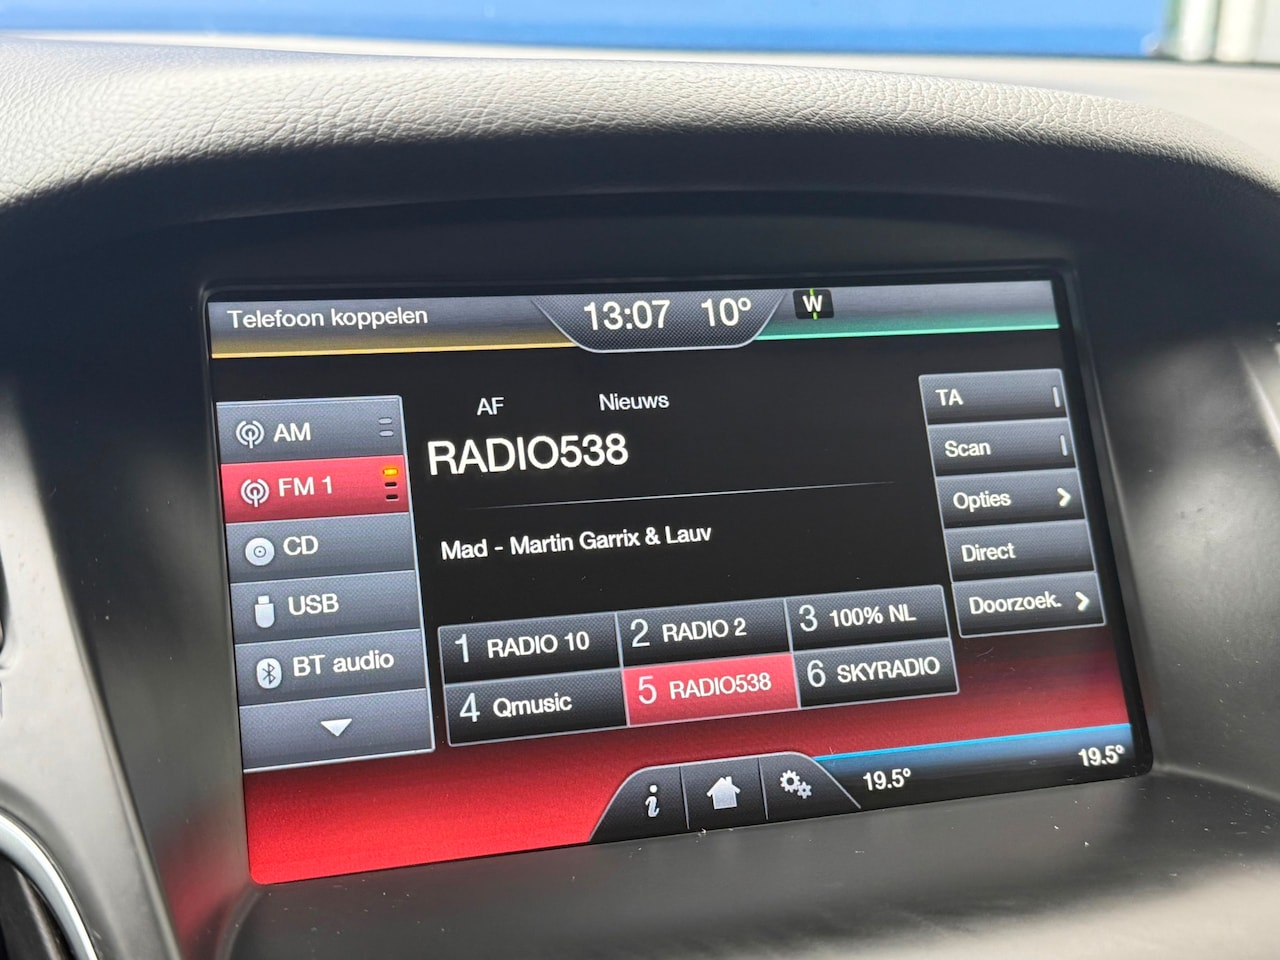 Telefoon koppelen
13:07 10°
W
AF Nieuws
RADIO538
Mad - Martin Garrix & Lauv
AM
FM 1
CD
USB
BT audio
1 RADIO 10
2 RADIO 2
3 100% NL
4 Qmusic
5 RADIO538
6 SKYRADIO
TA
Scan
Opties
Direct
Doorzoek.
i
19.5°
19.5°